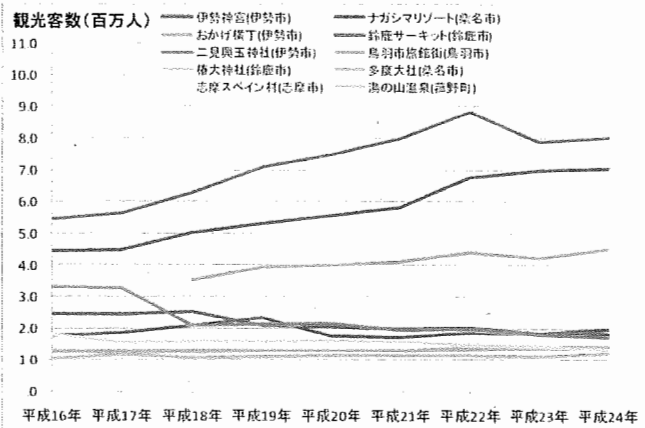 観光客数(百万人)
伊勢神宮(伊勢市) ナガシマリゾート(桑名市)
おかげ横丁(伊勢市) 鈴鹿サーキット(鈴鹿市)
二見興玉神社(伊勢市) 鳥羽市旅館街(鳥羽市)
椿大神社(鈴鹿市) 多度大社(桑名市)
志摩スペイン村(志摩市) 湯の山温泉(菰野町)
11.0
10.0
9.0
8.0
7.0
6.0
5.0
4.0
3.0
2.0
1 0
0
平成16年 平成17年 平成18年 平成19年 平成20年 平成21年 平成22年 平成23年 平成24年